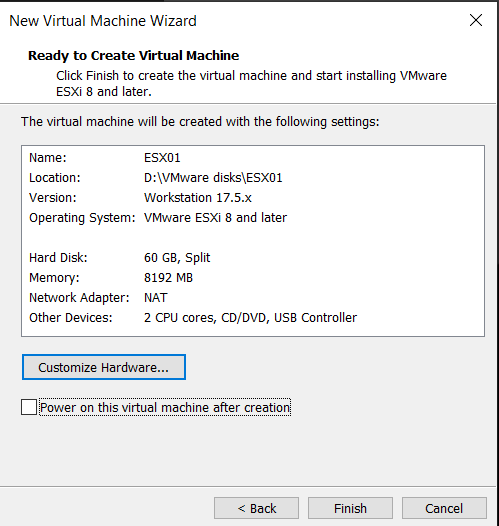 New Virtual Machine Wizard
Ready to Create Virtual Machine
Click Finish to create the virtual machine and start installing VMware
ESXi 8 and later.
The virtual machine will be created with the following settings:
Name: ESX01
Location: D:\VMware disks\ESX01
Version: Workstation 17.5.x
Operating System: VMware ESXi 8 and later
Hard Disk: 60 GB, Split
Memory: 8192 MB
Network Adapter: NAT
Other Devices: 2 CPU cores, CD/DVD, USB Controller
Customize Hardware...
Power on this virtual machine after creation
< Back Finish Cancel